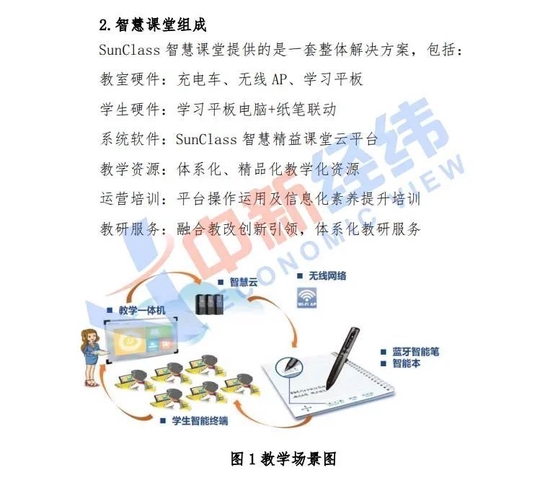 2.智慧课堂组成
SunClass 智慧课堂提供的是一套整体解决方案，包括：
教室硬件：充电车、无线 AP、学习平板
学生硬件：学习平板电脑+纸笔联动
系统软件：SunClass 智慧精益课堂云平台
教学资源：体系化、精品化教学化资源
运营培训：平台操作运用及信息化素养提升培训
教研服务：融合教改创新引领，体系化教研服务
中新经纬
ECONOMIC VIEW
智慧云
无线网络
WI-FI AP
教学一体机
蓝牙智能笔
智能本
学生智能终端
图 1 教学场景图